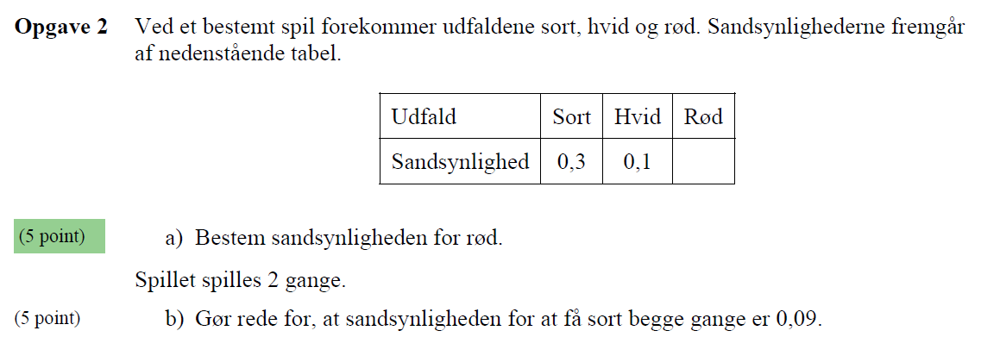 Opgave 2 Ved et bestemt spil forekommer udfaldene sort, hvid og rød. Sandsynlighederne fremgår
af nedenstående tabel.
Udfald Sort Hvid Rød
Sandsynlighed 0,3 0,1
(5 point) a) Bestem sandsynligheden for rød.
Spillet spilles 2 gange.
(5 point) b) Gør rede for, at sandsynligheden for at få sort begge gange er 0,09.